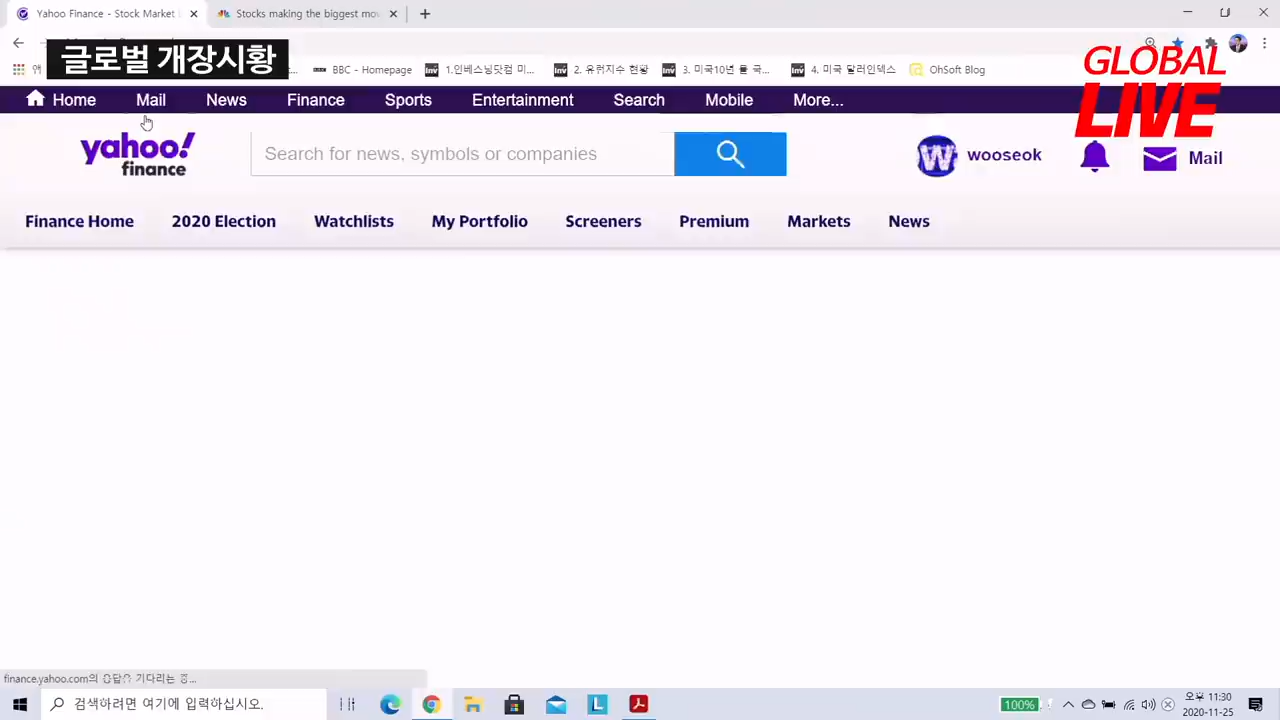 Yahoo Finance - Stock Market
Stocks making the biggest mov
글로벌 개장시황
BBC - Homepage
1.인베스팅닷컴 미...
2. 유럽지수 현황
3. 미국10년 물 국...
4. 미국 달러인덱스
OhSoft Blog
GLOBAL
LIVE
Home Mail News Finance Sports Entertainment Search Mobile More...
yahoo!
finance
Search for news, symbols or companies
W wooseok
Mail
Finance Home 2020 Election Watchlists My Portfolio Screeners Premium Markets News
finance.yahoo.com의 응답을 기다리는 중...
검색하려면 여기에 입력하십시오.
100%
오후 11:30
2020-11-25